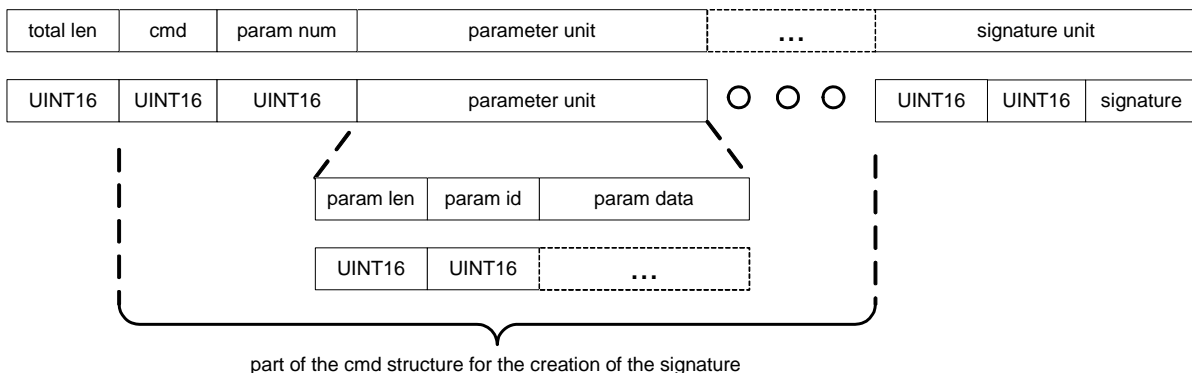 total len cmd param num parameter unit ... signature unit
UINT16 UINT16 UINT16 parameter unit UINT16 UINT16 signature
param len param id param data
UINT16 UINT16 ...
part of the cmd structure for the creation of the signature